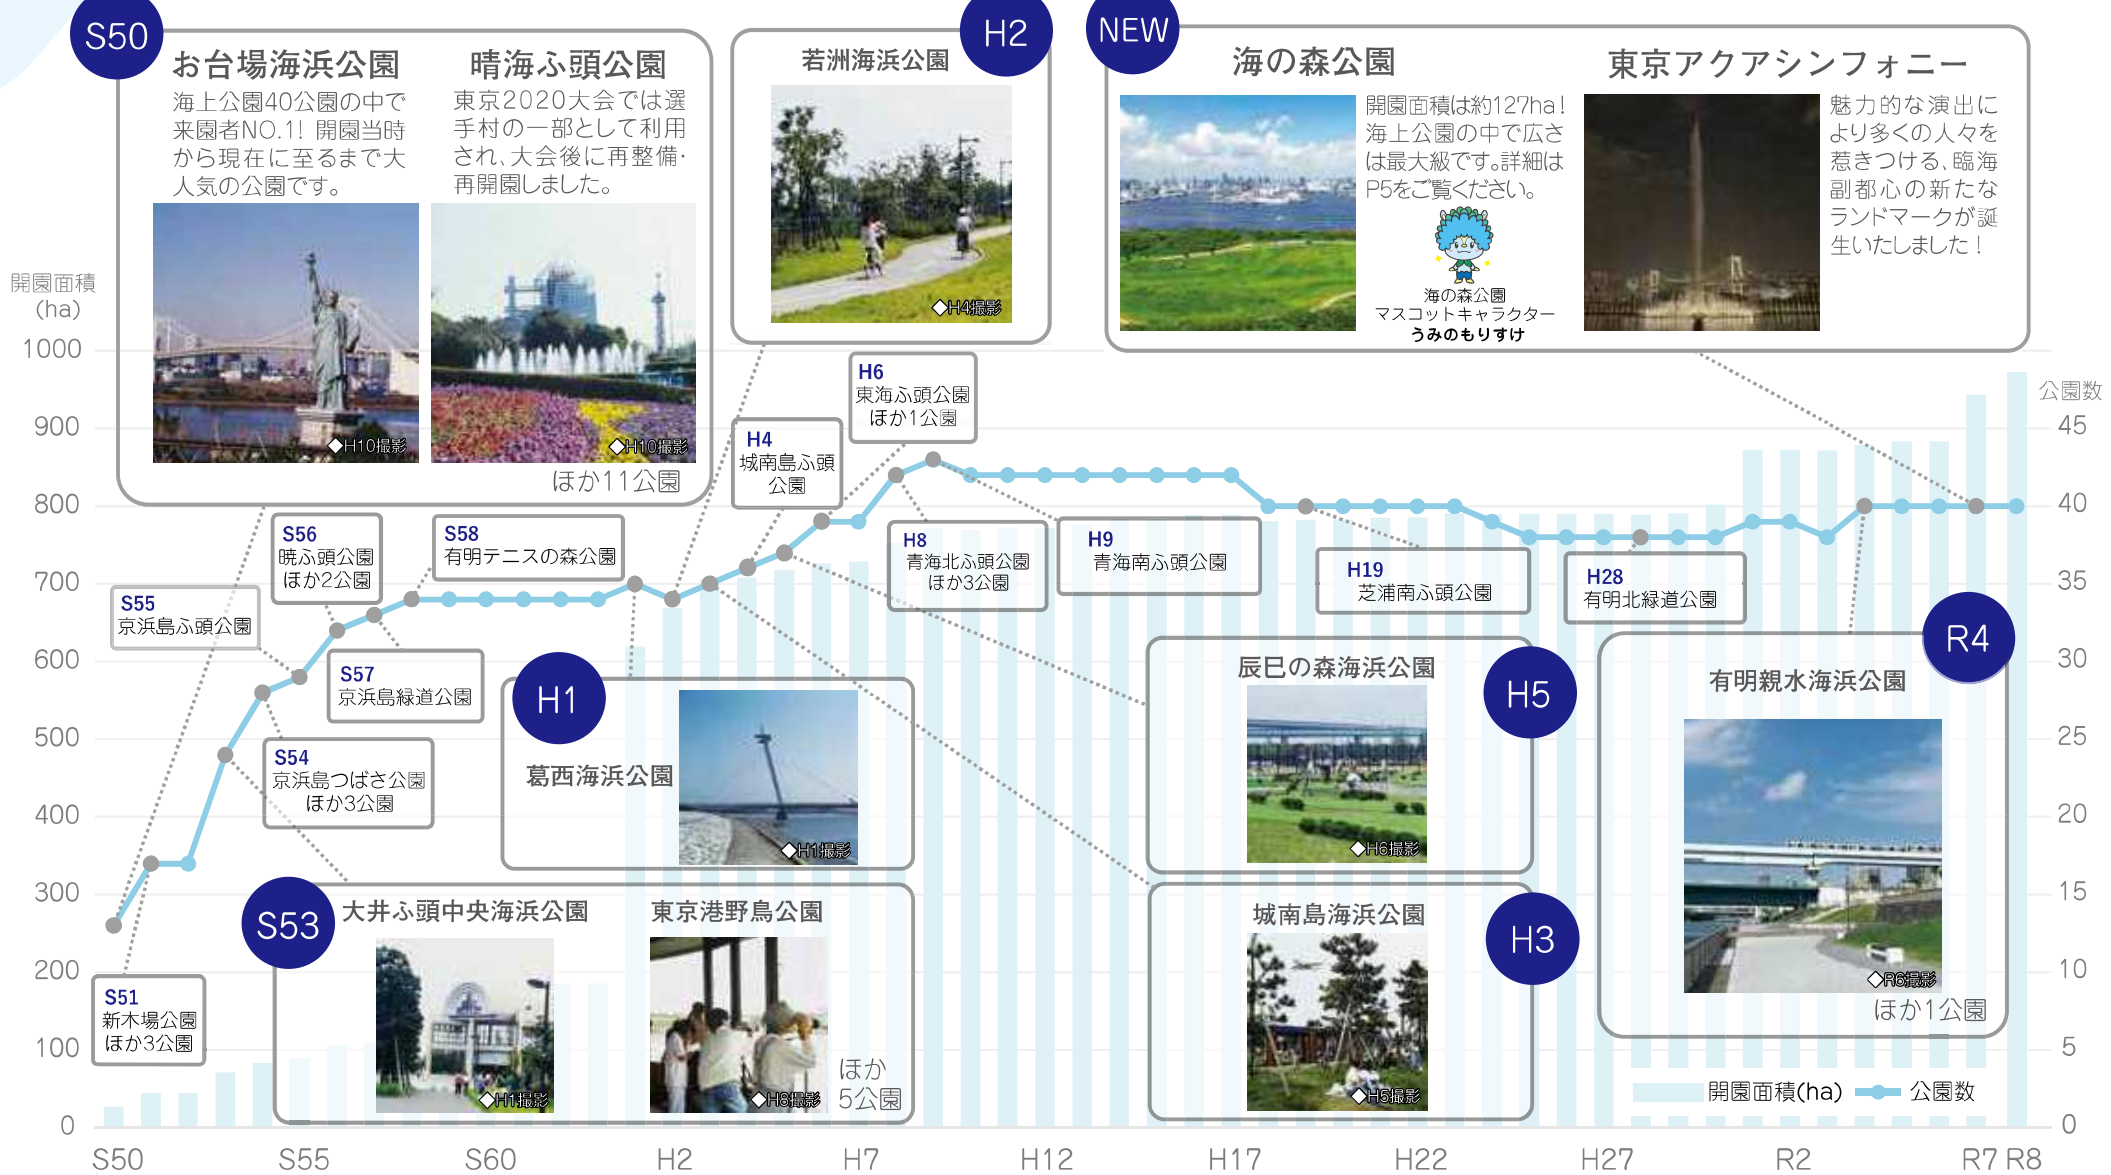 S50
お台場海浜公園
海上公園40公園の中で
来園者NO.1! 開園当時
から現在に至るまで大
人気の公園です。
◆H10撮影
晴海ふ頭公園
東京2020大会では選
手村の一部として利用
され、大会後に再整備・
再開園しました。
◆H10撮影
ほか11公園
H2
若洲海浜公園
◆H4撮影
NEW
海の森公園
開園面積は約127ha!
海上公園の中で広さ
は最大級です。詳細は
P5をご覧ください。
海の森公園
マスコットキャラクター
うみのもりすけ
東京アクアシンフォニー
魅力的な演出に
より多くの人々を
惹きつける、臨海
副都心の新たな
ランドマークが誕
生いたしました!
開園面積
(ha)
1000
900
800
700
600
500
400
300
200
100
0
公園数
45
40
35
30
25
20
15
10
5
0
H6
東海ふ頭公園
ほか1公園
H4
城南島ふ頭
公園
S56
暁ふ頭公園
ほか2公園
S58
有明テニスの森公園
S55
京浜島ふ頭公園
S57
京浜島緑道公園
S54
京浜島つばさ公園
ほか3公園
S51
新木場公園
ほか3公園
H8
青海北ふ頭公園
ほか3公園
H9
青海南ふ頭公園
H19
芝浦南ふ頭公園
H28
有明北緑道公園
H1
葛西海浜公園
◆H1撮影
S53
大井ふ頭中央海浜公園
◆H1撮影
東京港野鳥公園
◆H8撮影
ほか
5公園
H5
辰巳の森海浜公園
◆H6撮影
H3
城南島海浜公園
◆H5撮影
R4
有明親水海浜公園
◆R6撮影
ほか1公園
開園面積(ha)
公園数
S50
S55
S60
H2
H7
H12
H17
H22
H27
R2
R7
R8